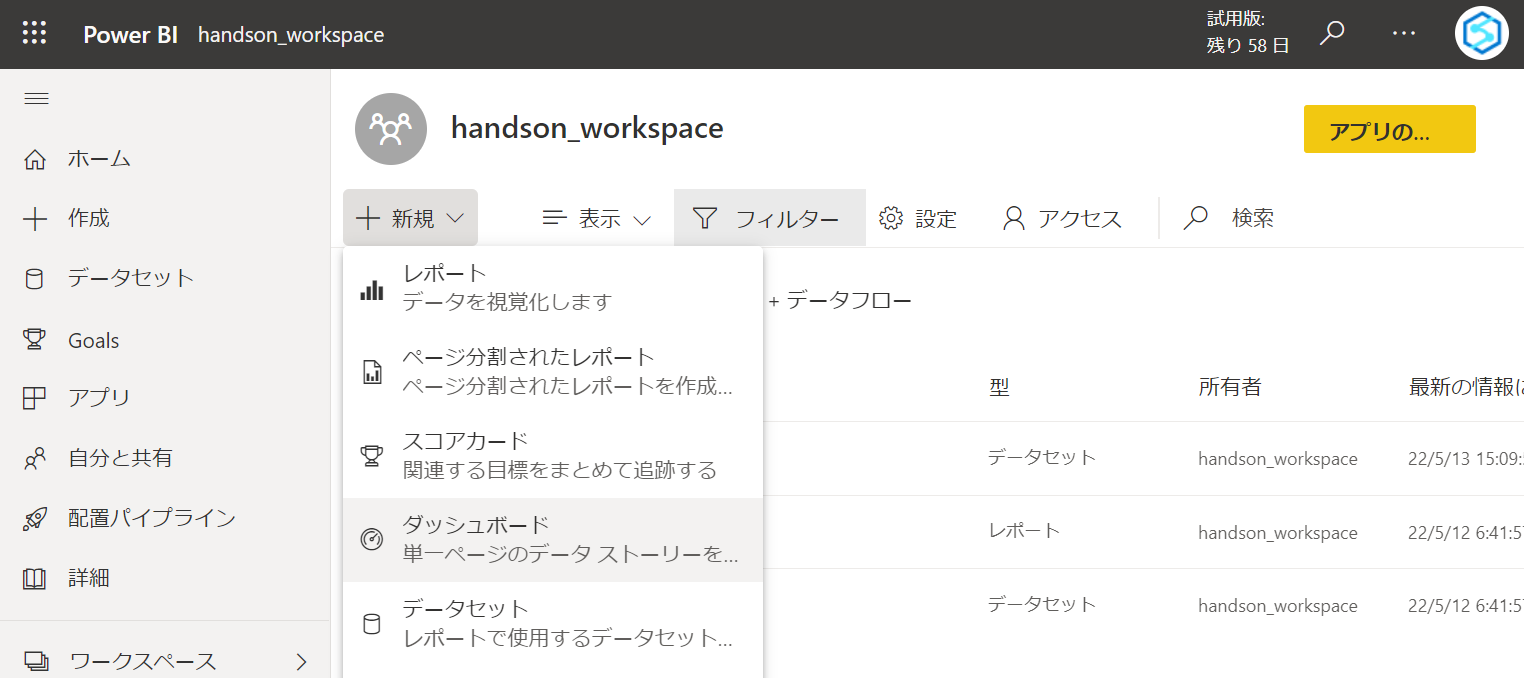 Power BI handson_workspace
試用版:
残り 58 日
ホーム
作成
データセット
Goals
アプリ
自分と共有
配置パイプライン
詳細
ワークスペース
handson_workspace
アプリの...
新規
表示
フィルター
設定
アクセス
検索
レポート
データを視覚化します
ページ分割されたレポート
ページ分割されたレポートを作成...
スコアカード
関連する目標をまとめて追跡する
ダッシュボード
単一ページのデータ ストーリーを...
データセット
レポートで使用するデータセット...
+ データフロー
型 所有者 最新の情報に
データセット handson_workspace 22/5/13 15:09:
レポート handson_workspace 22/5/12 6:41:57
データセット handson_workspace 22/5/12 6:41:57